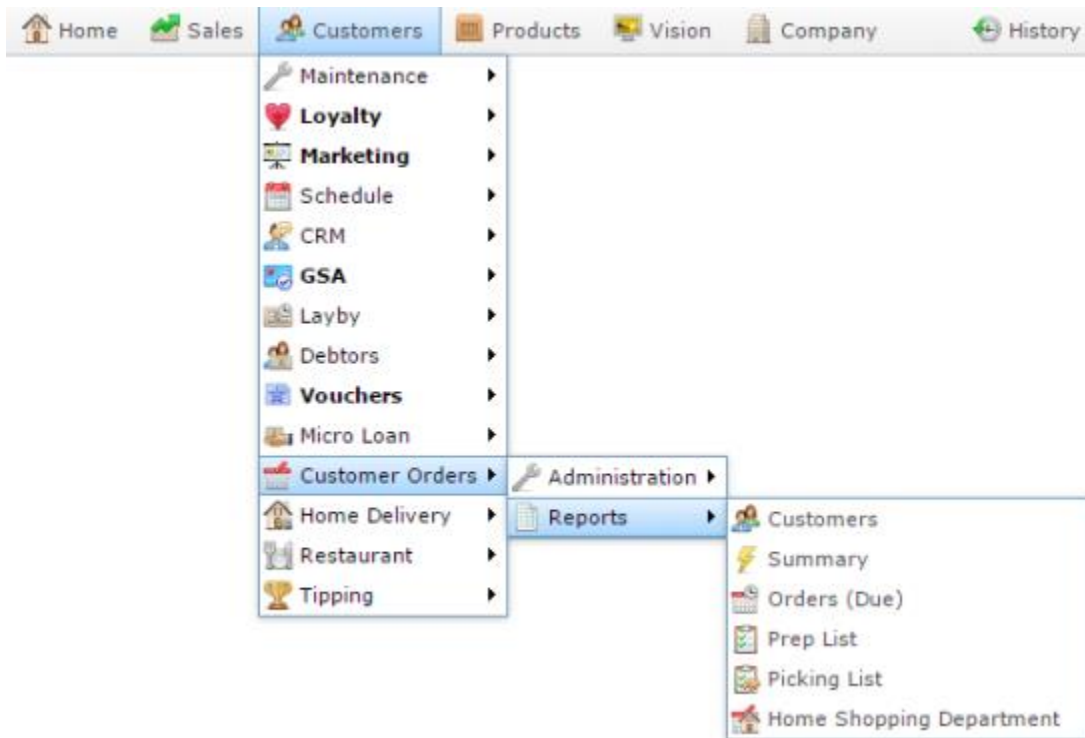 Home Sales Customers Products Vision Company History
Maintenance
Loyalty
Marketing
Schedule
CRM
GSA
Layby
Debtors
Vouchers
Micro Loan
Customer Orders Administration
Home Delivery Reports Customers
Restaurant Summary
Tipping Orders (Due)
Prep List
Picking List
Home Shopping Department